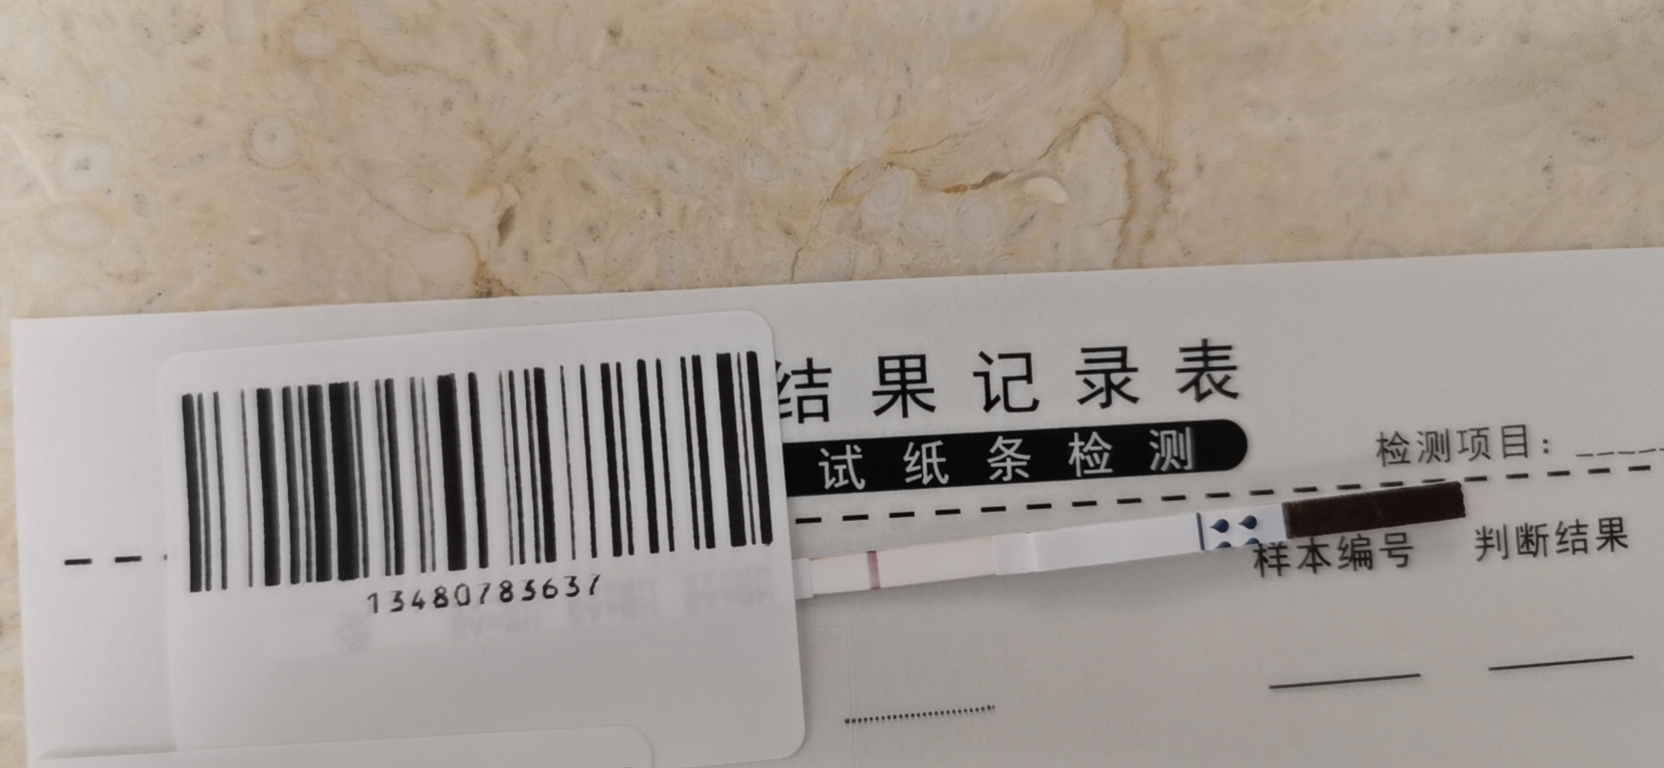 结果记录表
试纸条检测
检测项目：
样本编号
判断结果
13480783637